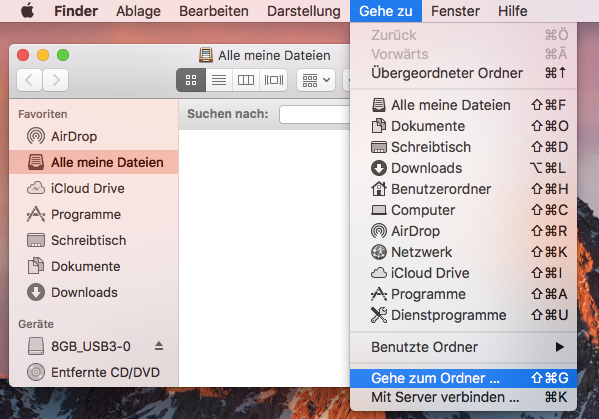 Finder Ablage Bearbeiten Darstellung Gehe zu Fenster Hilfe
Alle meine Dateien
Suchen nach:
Favoriten
AirDrop
Alle meine Dateien
iCloud Drive
Programme
Schreibtisch
Dokumente
Downloads
Geräte
8GB_USB3-0
Entfernte CD/DVD
Zurück ⌘Ö
Vorwärts ⌘Ä
Übergeordneter Ordner ⌘↑
Alle meine Dateien ⇧⌘F
Dokumente ⇧⌘O
Schreibtisch ⇧⌘D
Downloads ⌥⌘L
Benutzerordner ⇧⌘H
Computer ⇧⌘C
AirDrop ⇧⌘R
Netzwerk ⇧⌘K
iCloud Drive ⇧⌘I
Programme ⇧⌘A
Dienstprogramme ⇧⌘U
Benutzte Ordner
Gehe zum Ordner ... ⇧⌘G
Mit Server verbinden ... ⌘K